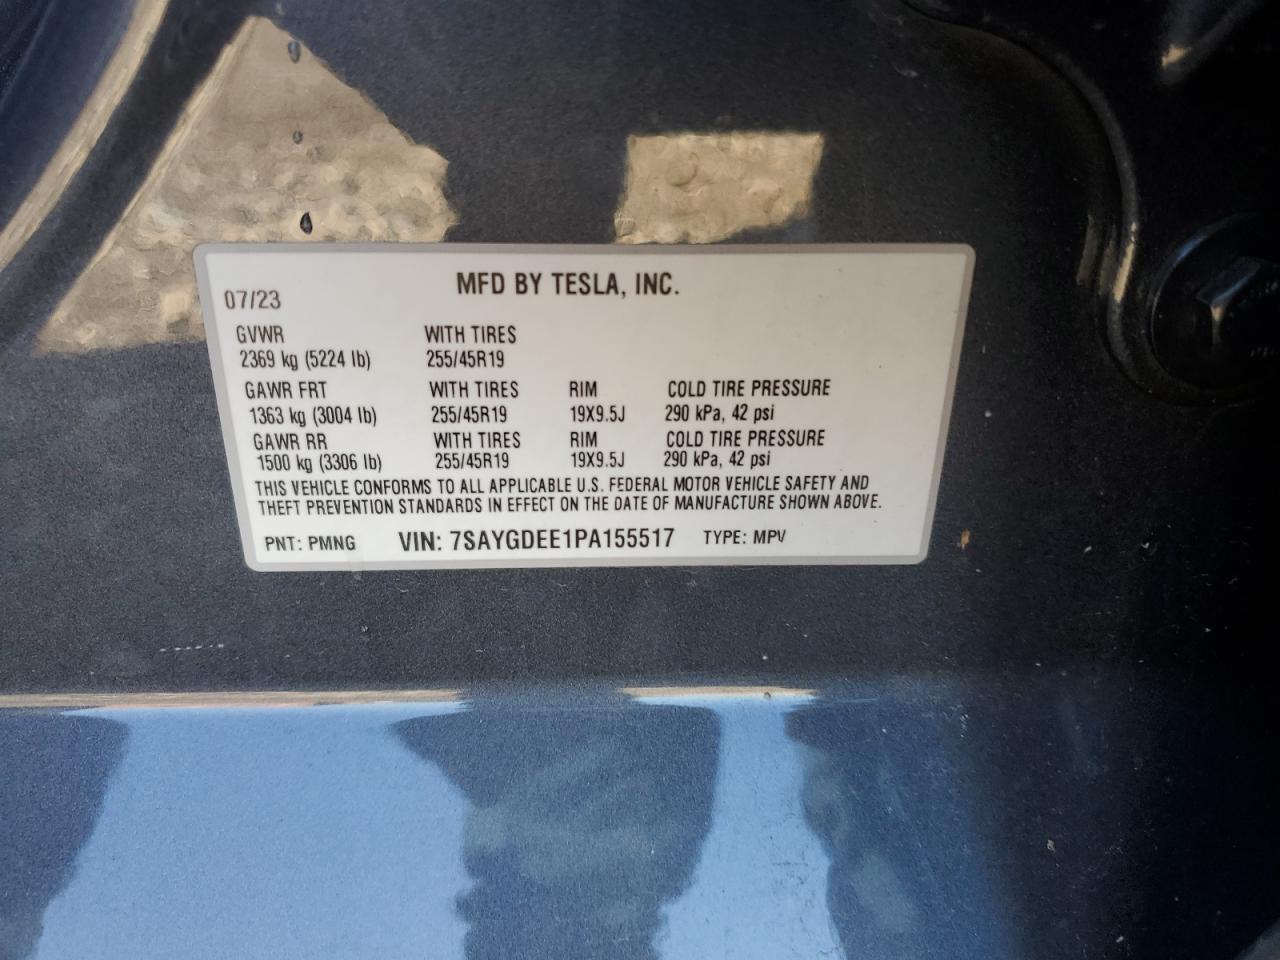 MFD BY TESLA, INC.
07/23
GVWR WITH TIRES
2369 kg (5224 lb) 255/45R19
GAWR FRT WITH TIRES RIM COLD TIRE PRESSURE
1363 kg (3004 lb) 255/45R19 19X9.5J 290 kPa, 42 psi
GAWR RR WITH TIRES RIM COLD TIRE PRESSURE
1500 kg (3306 lb) 255/45R19 19X9.5J 290 kPa, 42 psi
THIS VEHICLE CONFORMS TO ALL APPLICABLE U.S. FEDERAL MOTOR VEHICLE SAFETY AND
THEFT PREVENTION STANDARDS IN EFFECT ON THE DATE OF MANUFACTURE SHOWN ABOVE.
PNT: PMNG VIN: 7SAYGDEE1PA155517 TYPE: MPV